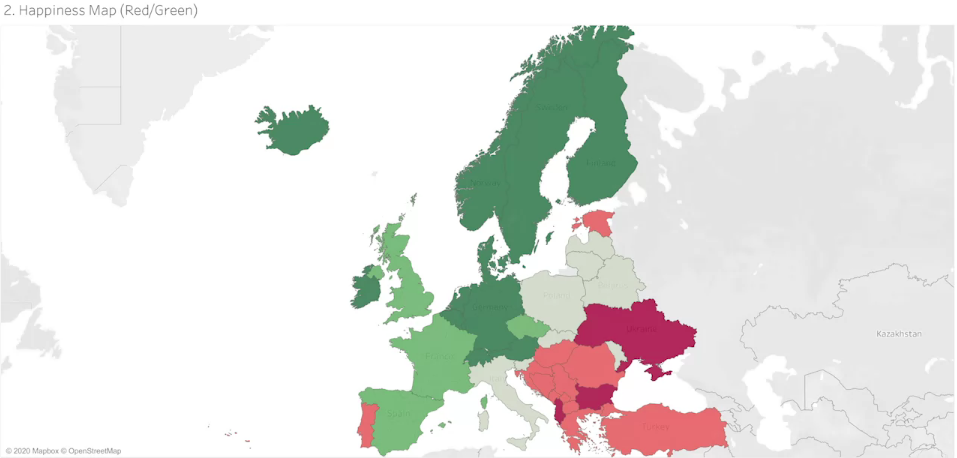 2. Happiness Map (Red/Green)
Sweden
Finland
Norway
Germany
Poland
Ukraine
France
Spain
Turkey
Kazakhstan
© 2020 Mapbox © OpenStreetMap